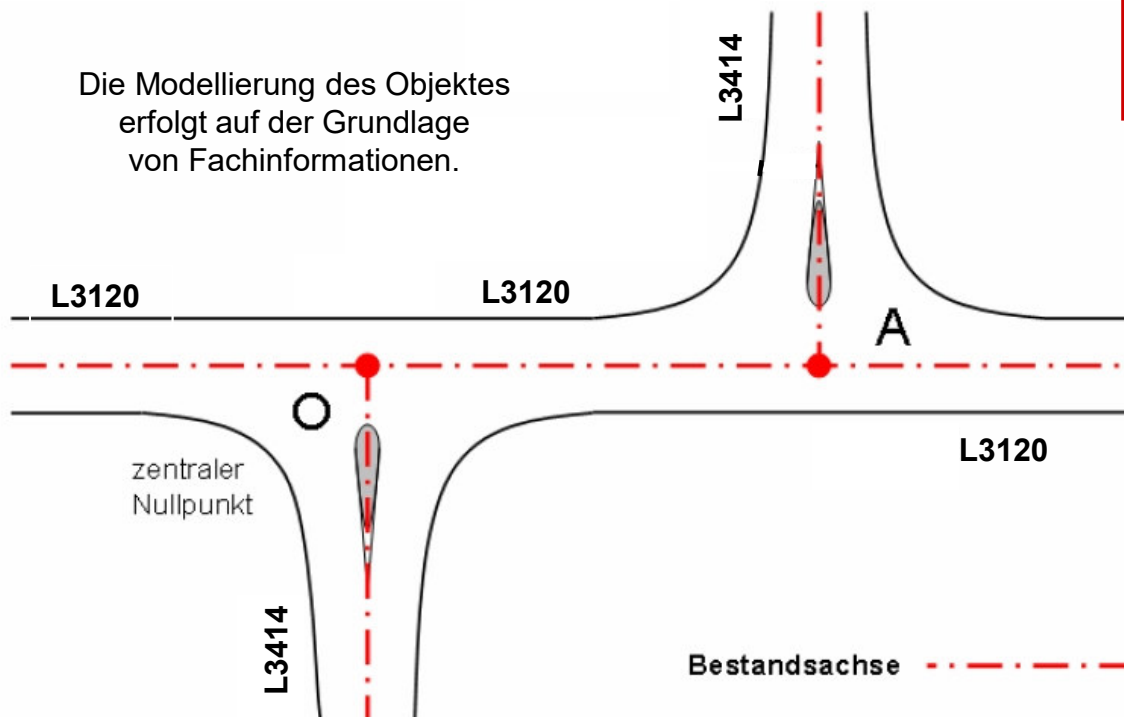 Die Modellierung des Objektes
erfolgt auf der Grundlage
von Fachinformationen.
L3414
L3120
L3120
A
O
zentraler
Nullpunkt
L3120
L3414
Bestandsachse